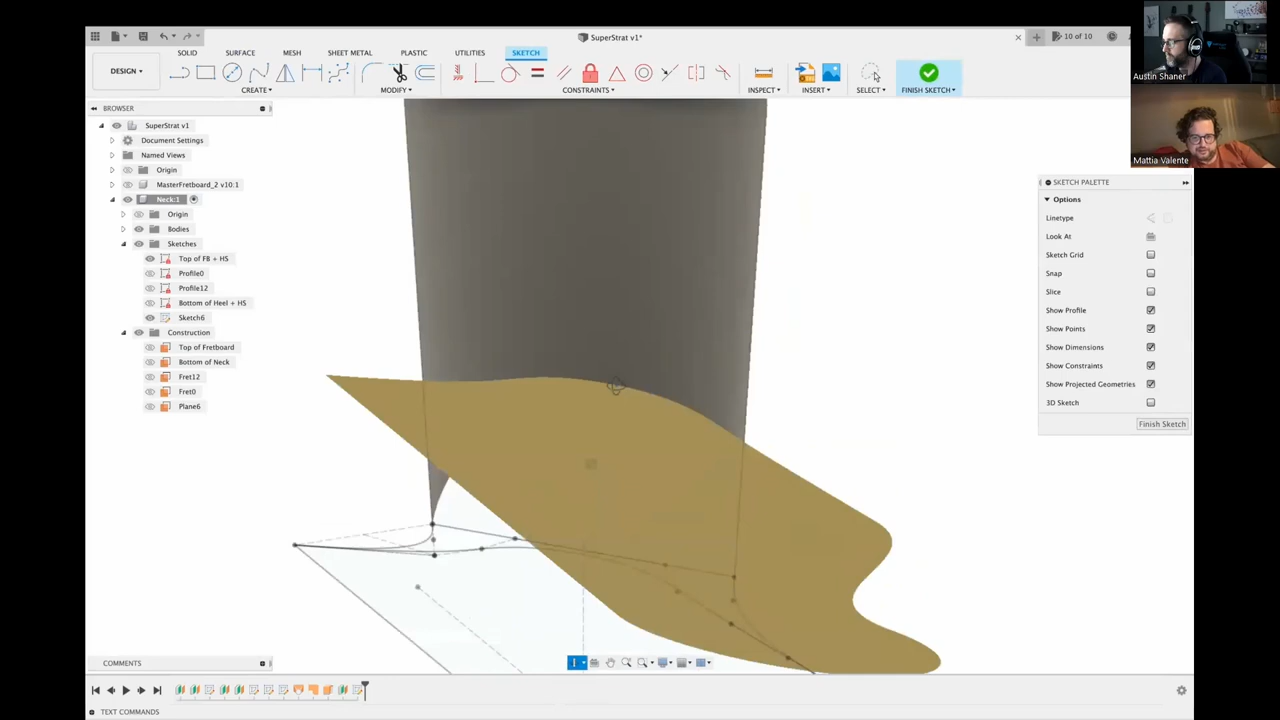 SuperStrat v1*
10 of 10
Austin Shaner
SOLID SURFACE MESH SHEET METAL PLASTIC UTILITIES SKETCH
DESIGN
CREATE MODIFY CONSTRAINTS INSPECT INSERT SELECT FINISH SKETCH
BROWSER
SuperStrat v1
Document Settings
Named Views
Mattia Valente
Origin
MasterFretboard_2 v10:1
SKETCH PALETTE
Neck:1
Options
Origin
Linetype
Bodies
Look At
Sketches
Top of FB + HS
Sketch Grid
Profile0
Snap
Profile12
Slice
Bottom of Heel + HS
Show Profile
Sketch6
Show Points
Construction
Top of Fretboard
Show Dimensions
Bottom of Neck
Show Constraints
Fret12
Show Projected Geometries
Fret0
3D Sketch
Plane6
Finish Sketch
COMMENTS
TEXT COMMANDS